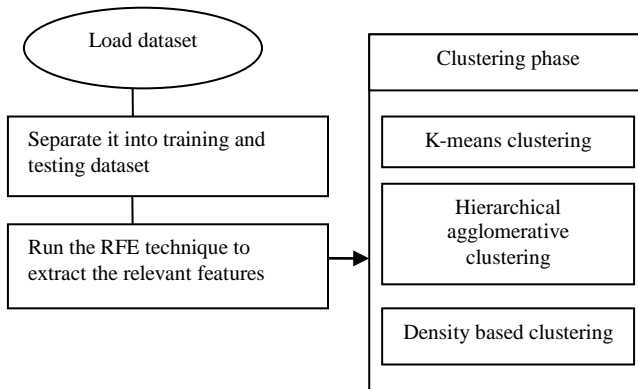 Load dataset
Separate it into training and
testing dataset
Run the RFE technique to
extract the relevant features
Clustering phase
K-means clustering
Hierarchical
agglomerative
clustering
Density based clustering